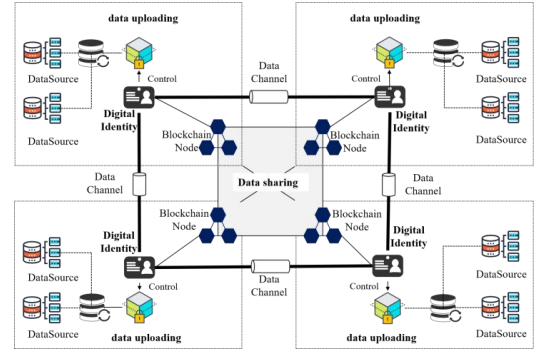 data uploading
data uploading
DataSource
DataSource
Control
Data
Channel
Control
DataSource
DataSource
Digital
Identity
Digital
Identity
Blockchain
Node
Blockchain
Node
Data
Channel
Data sharing
Data
Channel
Blockchain
Node
Blockchain
Node
Digital
Identity
Digital
Identity
DataSource
DataSource
Control
Data
Channel
Control
DataSource
DataSource
data uploading
data uploading